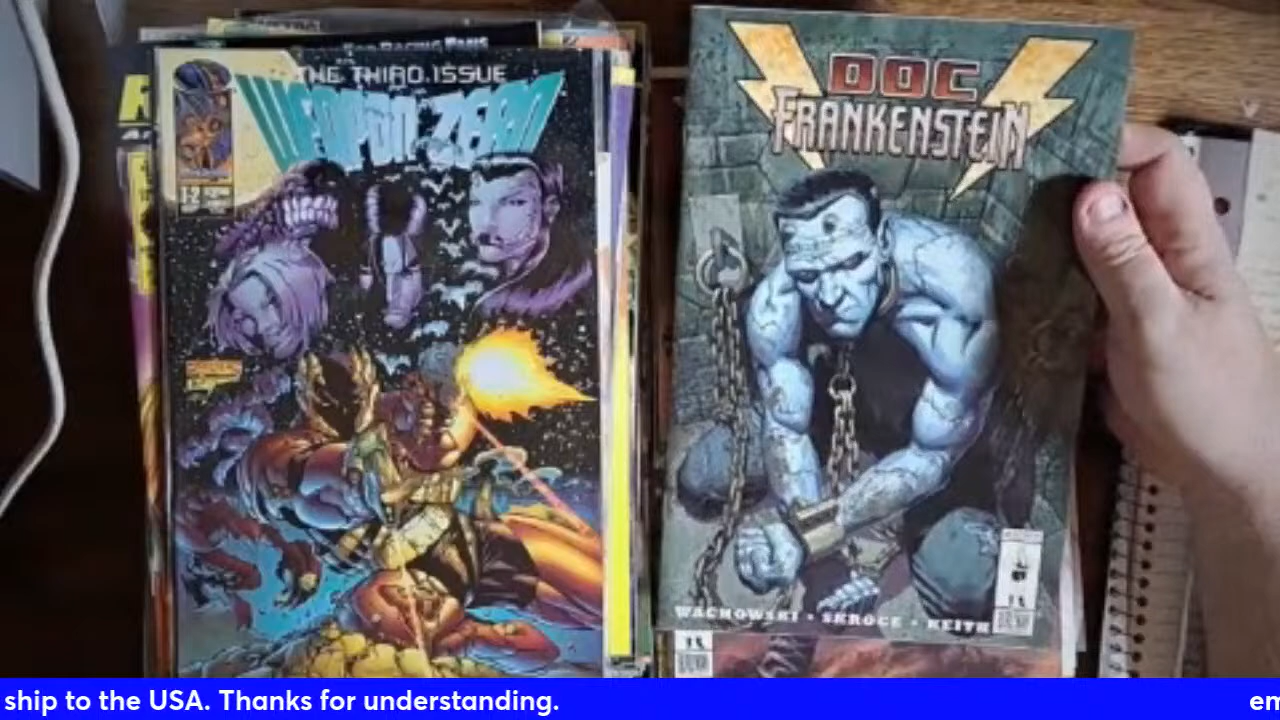 THE THIRD ISSUE
WEAPON ZERO
DOC
FRANKENSTEIN
WACHOWSKI • SKROCE • KEITH
ship to the USA. Thanks for understanding.
em